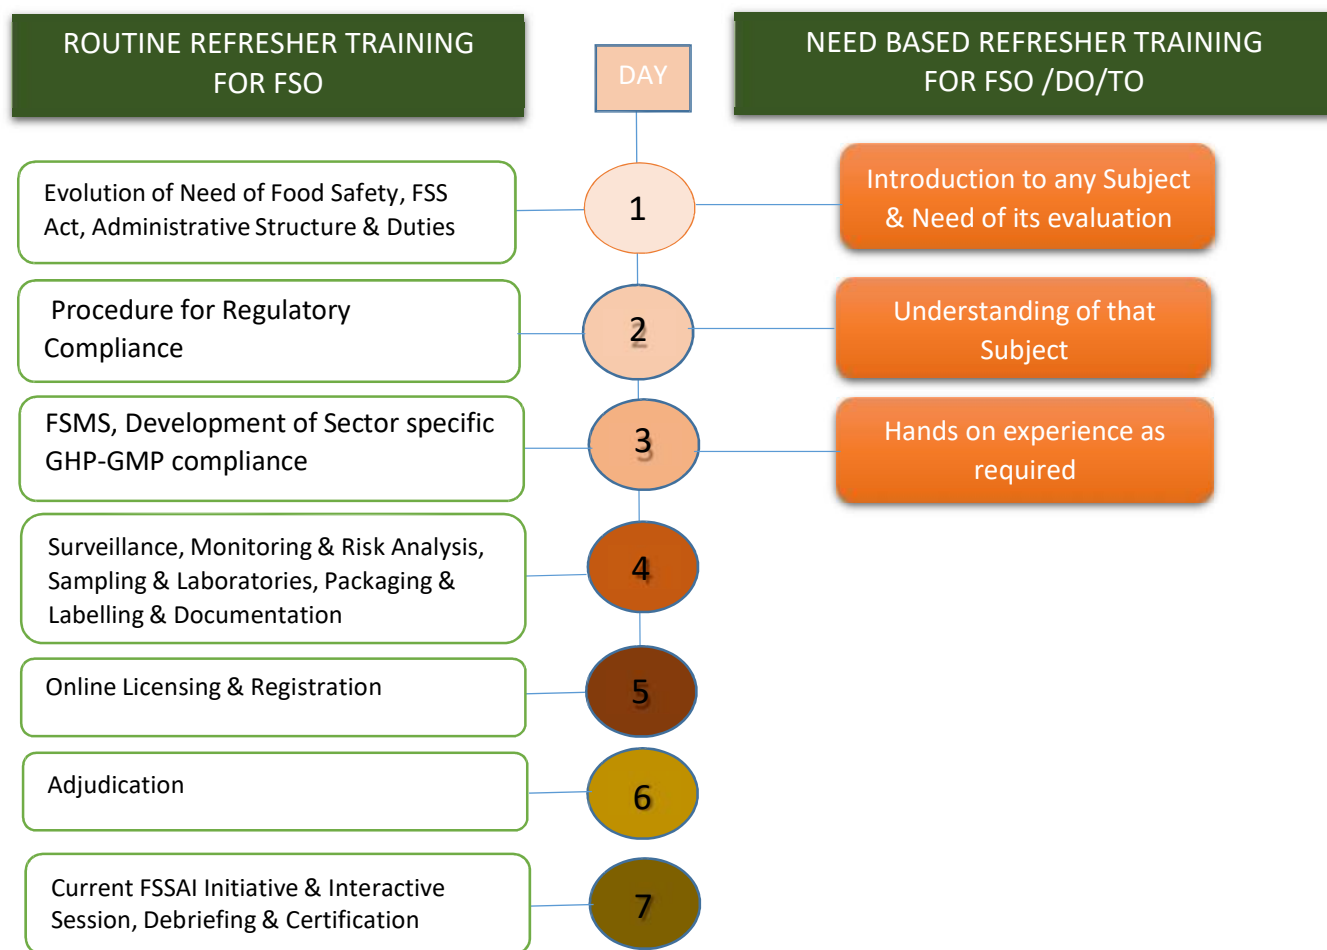 ROUTINE REFRESHER TRAINING
FOR FSO
DAY
NEED BASED REFRESHER TRAINING
FOR FSO /DO/TO
Evolution of Need of Food Safety, FSS
Act, Administrative Structure & Duties
1
Introduction to any Subject
& Need of its evaluation
Procedure for Regulatory
Compliance
2
Understanding of that
Subject
FSMS, Development of Sector specific
GHP-GMP compliance
3
Hands on experience as
required
Surveillance, Monitoring & Risk Analysis,
Sampling & Laboratories, Packaging &
Labelling & Documentation
4
Online Licensing & Registration
5
Adjudication
6
Current FSSAI Initiative & Interactive
Session, Debriefing & Certification
7